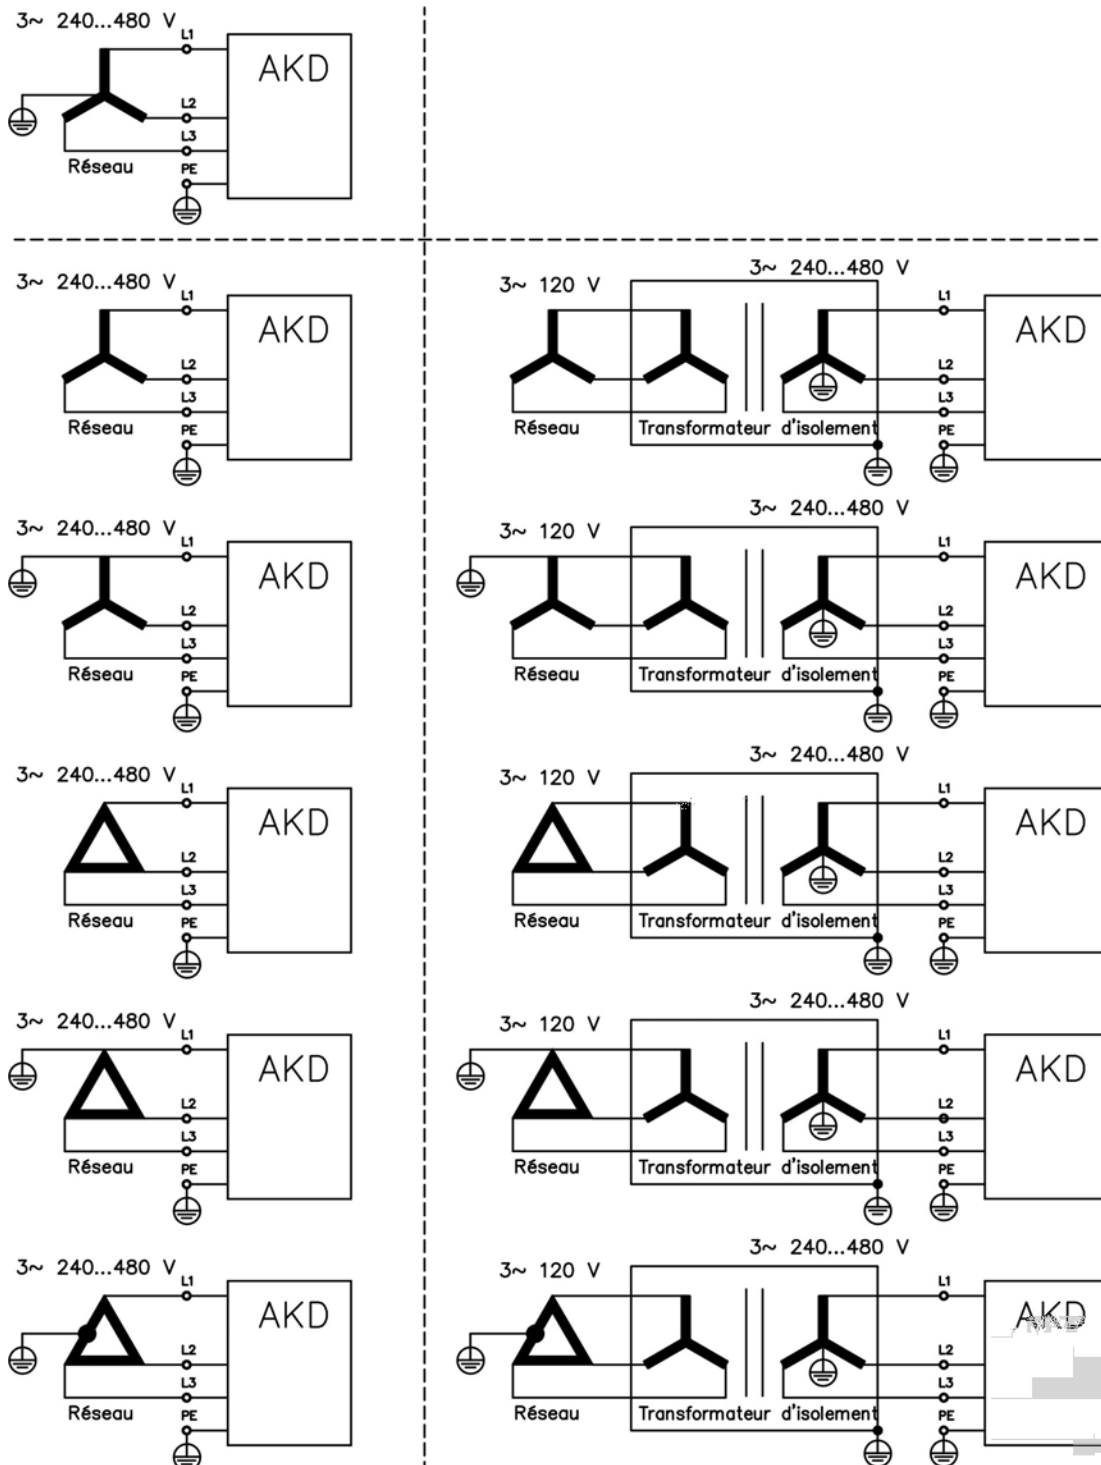 3~ 240...480 V
L1
AKD
L2
L3
Réseau
PE
3~ 240...480 V
L1
AKD
L2
L3
Réseau
PE
3~ 120 V
3~ 240...480 V
L1
AKD
L2
L3
Réseau
Transformateur d'isolement
PE
3~ 240...480 V
L1
AKD
L2
L3
Réseau
PE
3~ 120 V
3~ 240...480 V
L1
AKD
L2
L3
Réseau
Transformateur d'isolement
PE
3~ 240...480 V
L1
AKD
L2
L3
Réseau
PE
3~ 120 V
3~ 240...480 V
L1
AKD
L2
L3
Réseau
Transformateur d'isolement
PE
3~ 240...480 V
L1
AKD
L2
L3
Réseau
PE
3~ 120 V
3~ 240...480 V
L1
AKD
L2
L3
Réseau
Transformateur d'isolement
PE
3~ 240...480 V
L1
AKD
L2
L3
Réseau
PE
3~ 120 V
3~ 240...480 V
L1
AKD
L2
L3
Réseau
Transformateur d'isolement
PE